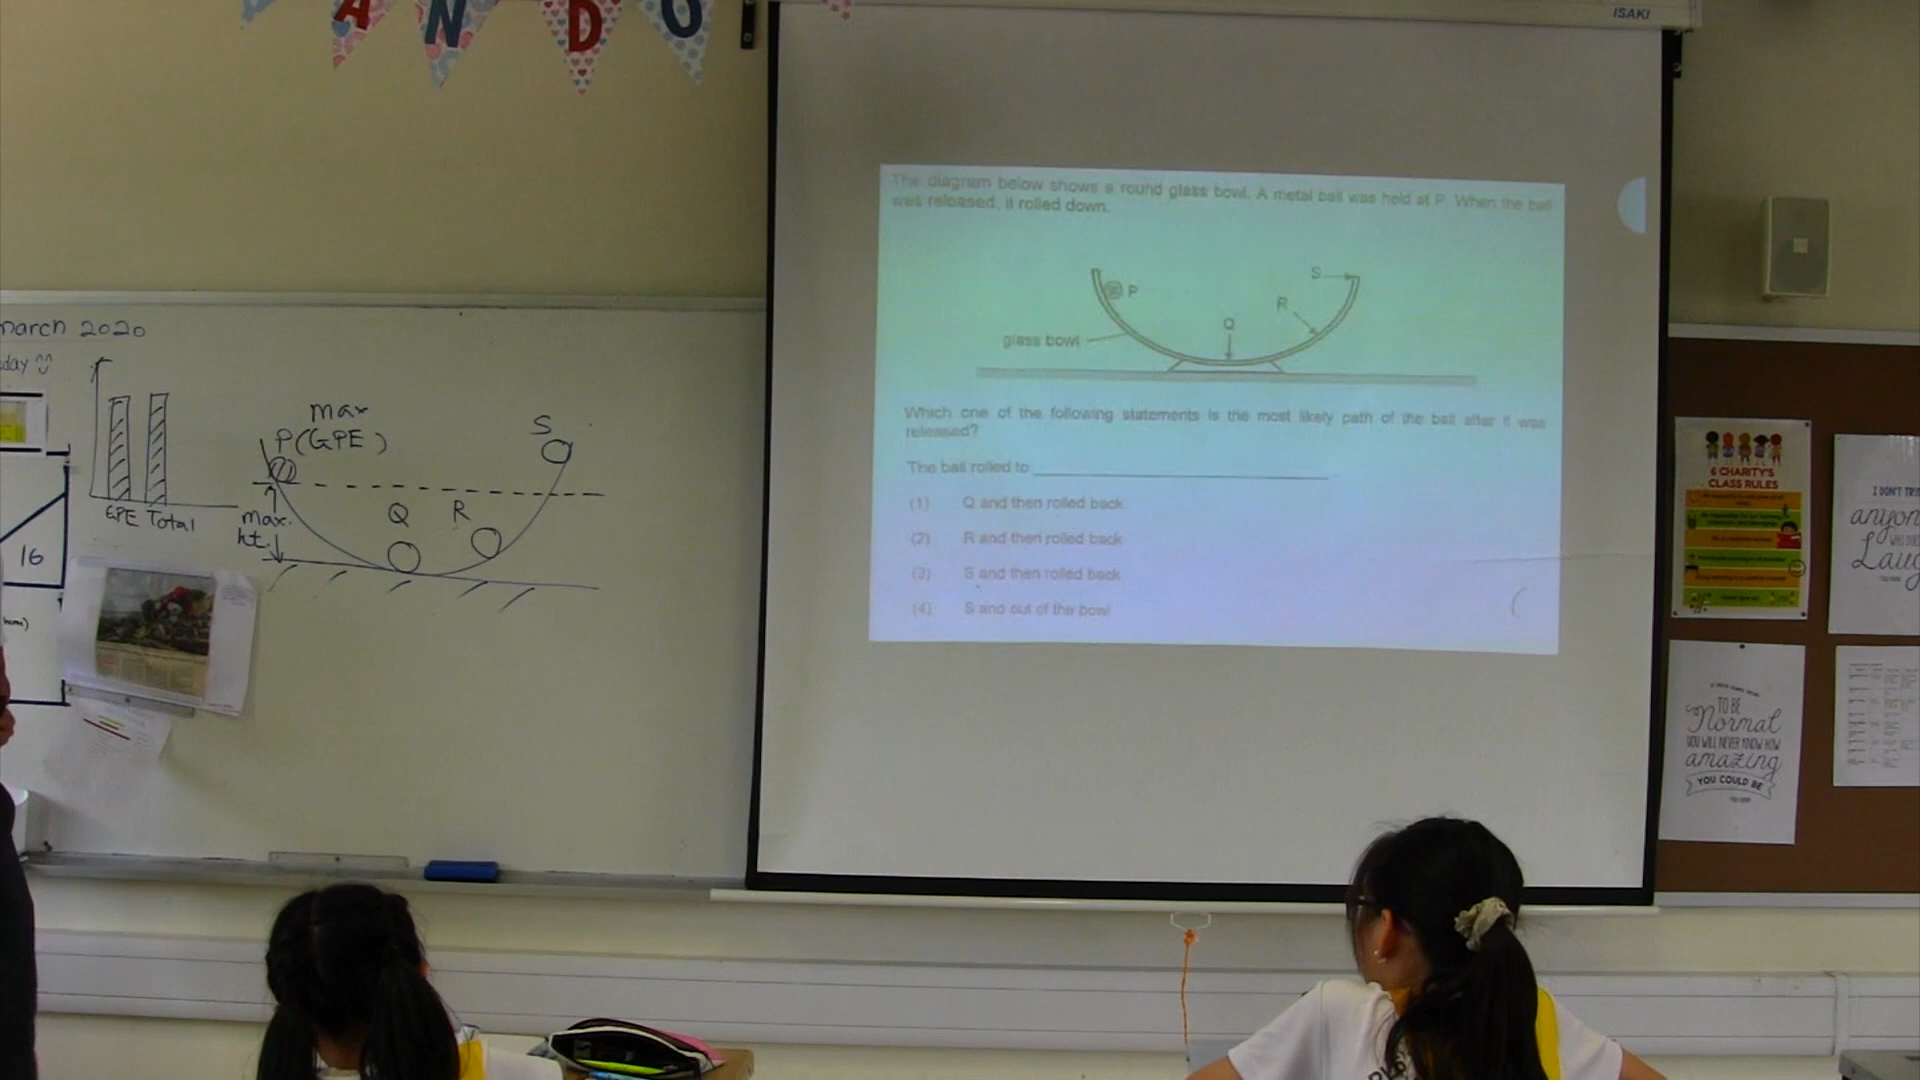 AND
ISAKI
march 2020
GPE Total
16
max
P(GPE)
max.
ht.
Q
R
S
The diagram below shows a round glass bowl. A metal ball was held at P. When the ball
was released, it rolled down.
P
Q
R
S
glass bowl
Which one of the following statements is the most likely path of the ball after it was
released?
The ball rolled to
(1) Q and then rolled back
(2) R and then rolled back
(3) S and then rolled back
(4) S and out of the bowl
6 CHARITY'S
CLASS RULES
I DON'T
anyon
Laug
TO BE
Normal
YOU WILL NEVER KNOW HOW
amazing
YOU COULD BE